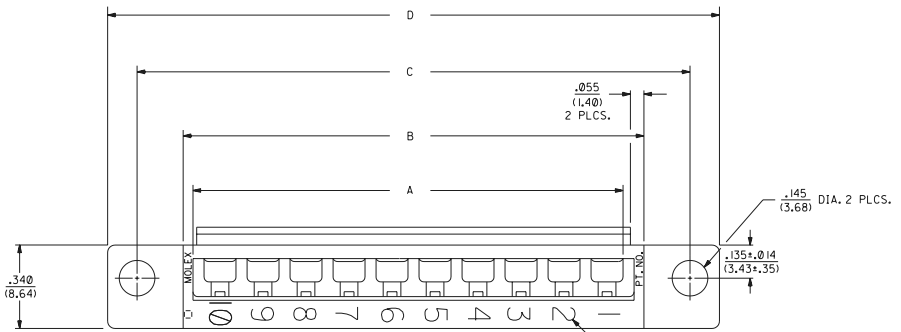 D
C
.055
(1.40)
2 PLCS.
B
A
.145
(3.68) DIA. 2 PLCS.
.135±.014
(3.43±.35)
.340
(8.64)
MOLEX
PT. NO.
10 9 8 7 6 5 4 3 2 1